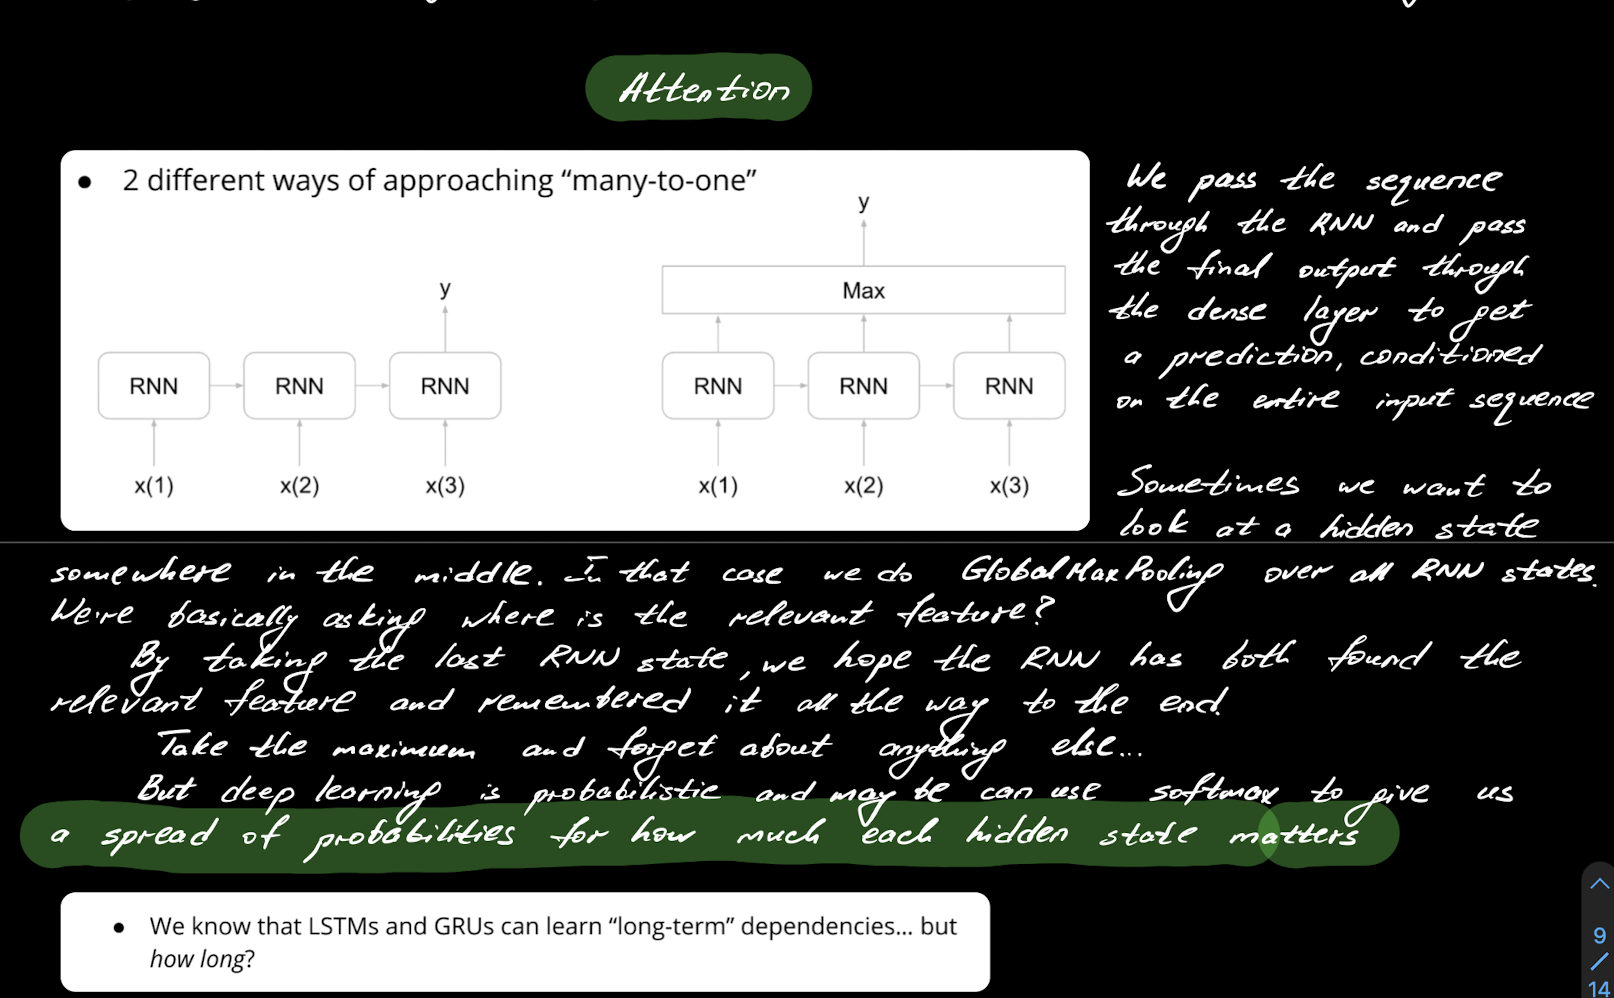 Attention
• 2 different ways of approaching “many-to-one”
y
y
Max
RNN RNN RNN
RNN RNN RNN
x(1) x(2) x(3)
x(1) x(2) x(3)
We pass the sequence
through the RNN and pass
the final output through
the dense layer to get
a prediction, conditioned
on the entire input sequence
Sometimes we want to
look at a hidden state
somewhere in the middle. In that case we do GlobalMaxPooling over all RNN states.
We're basically asking where is the relevant feature?
By taking the last RNN state, we hope the RNN has both found the
relevant feature and remembered it all the way to the end.
Take the maximum and forget about anything else...
But deep learning is probabilistic and may be can use softmax to give us
a spread of probabilities for how much each hidden state matters
• We know that LSTMs and GRUs can learn “long-term” dependencies... but
how long?
9
/
14